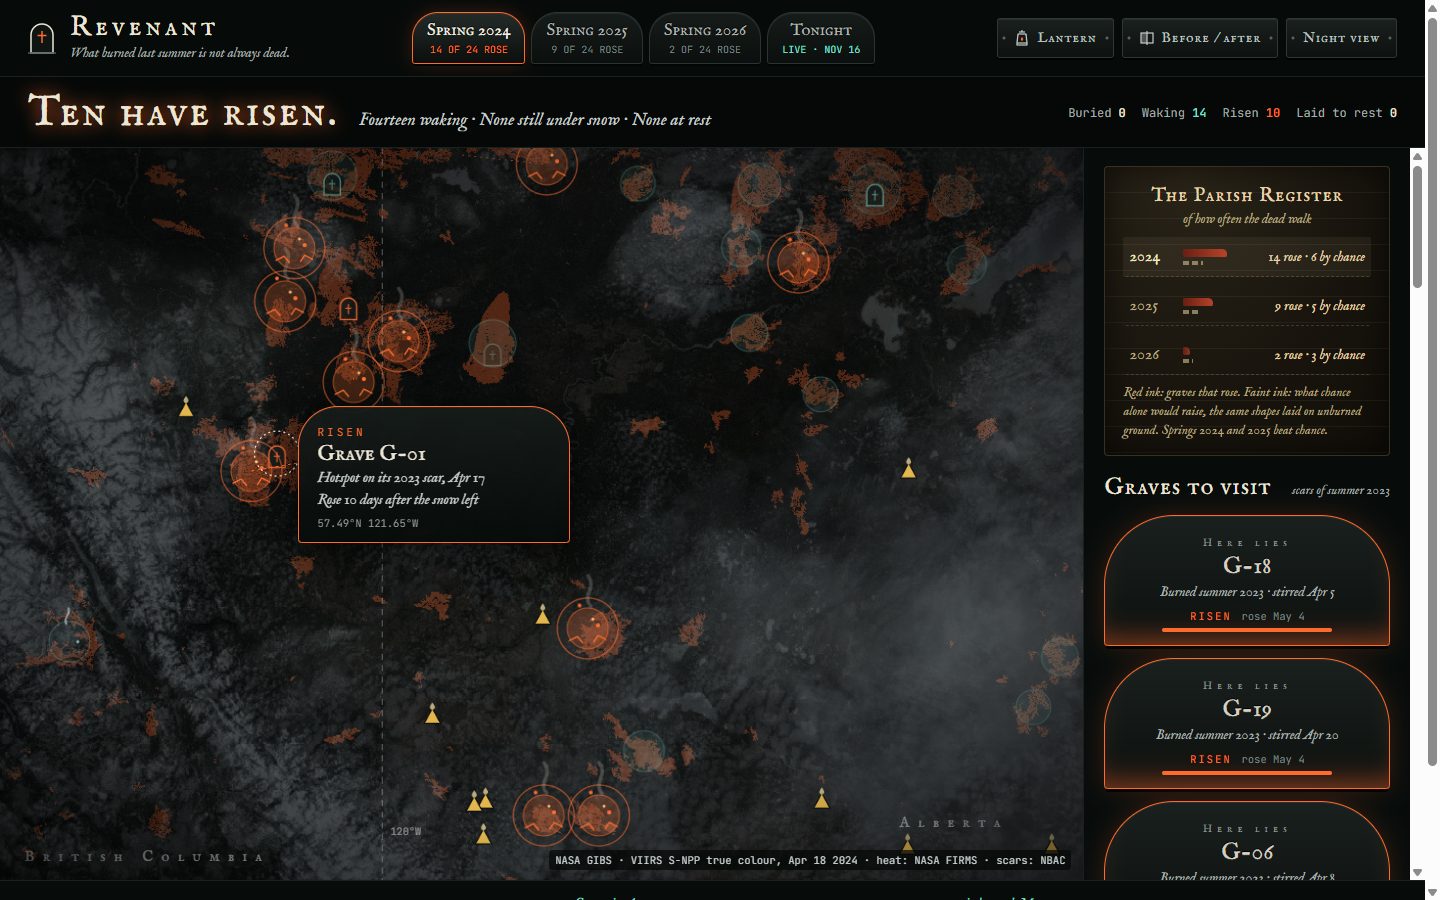 Revenant
What burned last summer is not always dead.
Spring 2024
14 OF 24 ROSE
Spring 2025
9 OF 24 ROSE
Spring 2026
2 OF 24 ROSE
Tonight
LIVE · NOV 16
Lantern
Before / after
Night view
Ten have risen.
Fourteen waking · None still under snow · None at rest
Buried 0 Waking 14 Risen 10 Laid to rest 0
RISEN
Grave G-01
Hotspot on its 2023 scar, Apr 17
Rose 10 days after the snow left
57.49°N 121.65°W
120°W
British Columbia
Alberta
NASA GIBS · VIIRS S-NPP true colour, Apr 18 2024 · heat: NASA FIRMS · scars: NBAC
The Parish Register
of how often the dead walk
2024 14 rose · 6 by chance
2025 9 rose · 5 by chance
2026 2 rose · 3 by chance
Red ink: graves that rose. Faint ink: what chance
alone would raise, the same shapes laid on unburned
ground. Springs 2024 and 2025 beat chance.
Graves to visit
scars of summer 2023
Here lies
G-18
Burned summer 2023 · stirred Apr 5
RISEN rose May 4
Here lies
G-19
Burned summer 2023 · stirred Apr 20
RISEN rose May 4
Here lies
G-06
Burned summer 2023 · stirred Apr 8